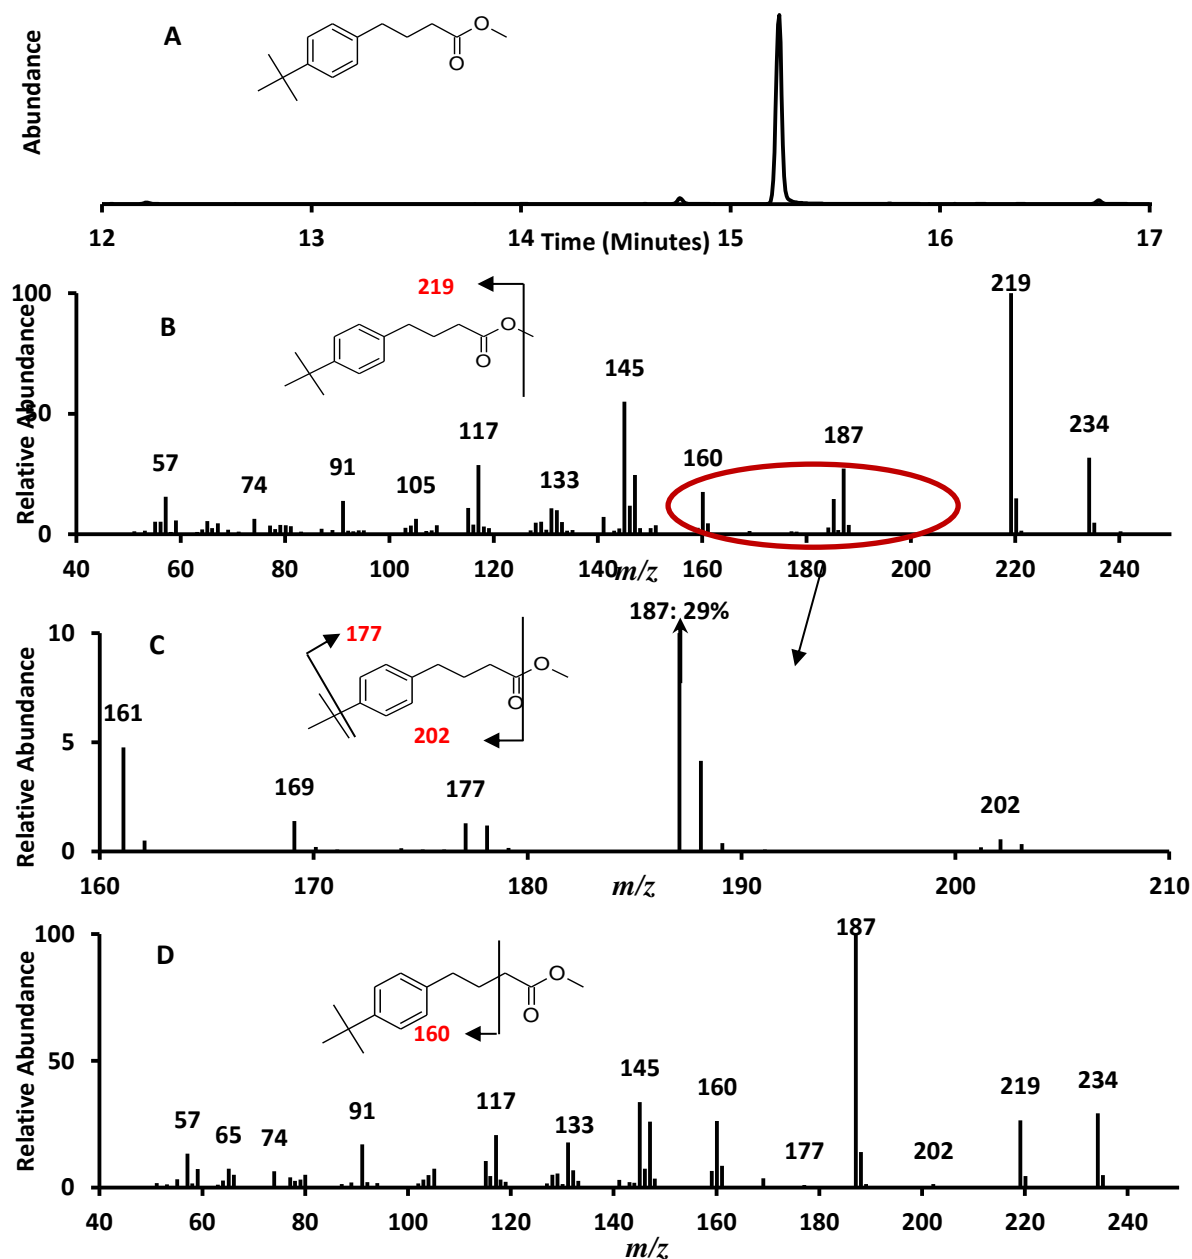 A
O
O
Abundance
12 13 14 15 16 17
Time (Minutes)
B
219
O
O
Relative Abundance
100
50
0
57 74 91 105 117 133 145 160 187 219 234
40 60 80 100 120 140 160 180 200 220 240
m/z
C
177
O
O
202
187: 29%
Relative Abundance
10
5
0
161 169 177 202
160 170 180 190 200 210
m/z
D
O
O
160
Relative Abundance
100
50
0
57 65 74 91 117 133 145 160 177 187 202 219 234
40 60 80 100 120 140 160 180 200 220 240
m/z